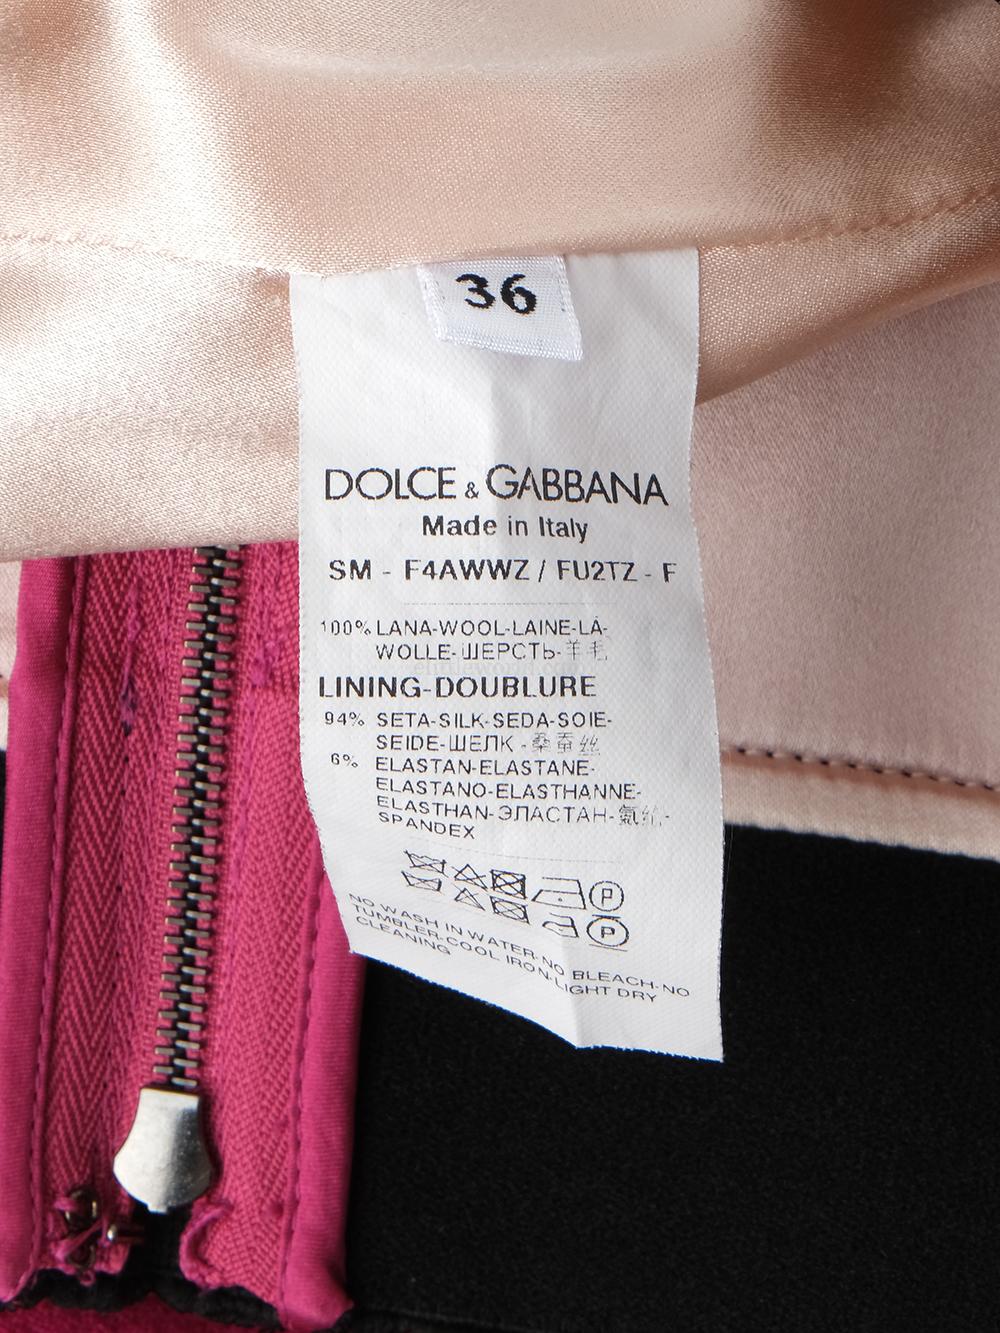 36
DOLCE & GABBANA
Made in Italy
SM - F4AWWZ / FU2TZ - F
100% LANA-WOOL-LAINE-LÁ-
WOLLE-ШЕРСТЬ-羊毛
LINING-DOUBLURE
94% SETA-SILK-SEDA-SOIE-
SEIDE-ШЕЛК-桑蚕丝
6% ELASTAN-ELASTANE-
ELASTANO-ELASTHANNE-
ELASTHAN-ЭЛАСТАН-氨纶-
SPANDEX
P
P
NO WASH IN WATER-NO BLEACH-NO
TUMBLER-COOL IRON-LIGHT DRY
CLEANING